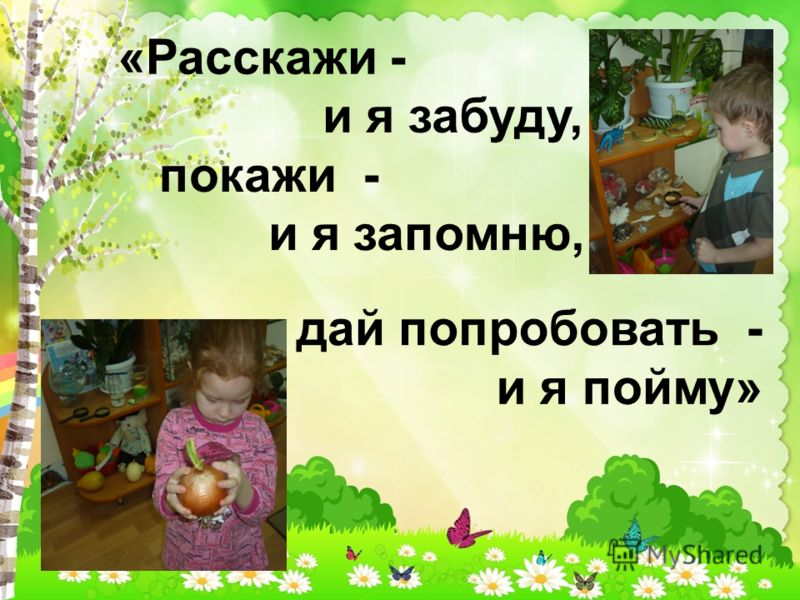 «Расскажи -
и я забуду,
покажи -
и я запомню,
дай попробовать -
и я пойму»
MyShared